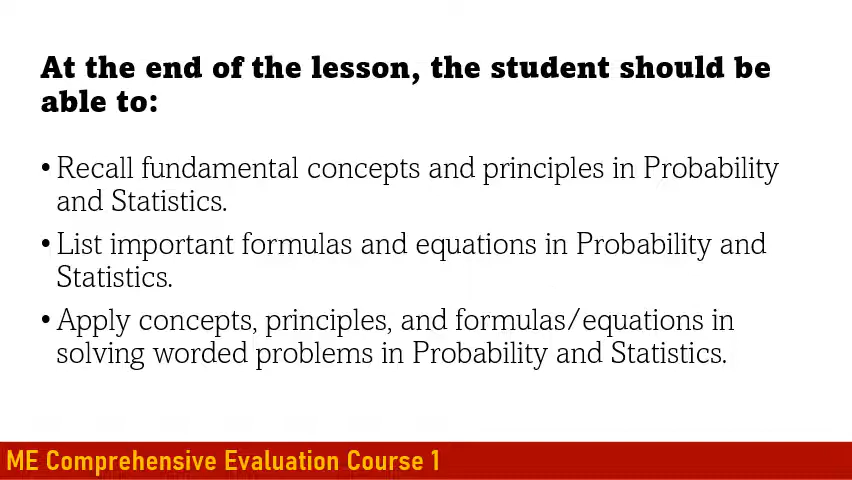 At the end of the lesson, the student should be
able to:
• Recall fundamental concepts and principles in Probability
and Statistics.
• List important formulas and equations in Probability and
Statistics.
• Apply concepts, principles, and formulas/equations in
solving worded problems in Probability and Statistics.
ME Comprehensive Evaluation Course 1